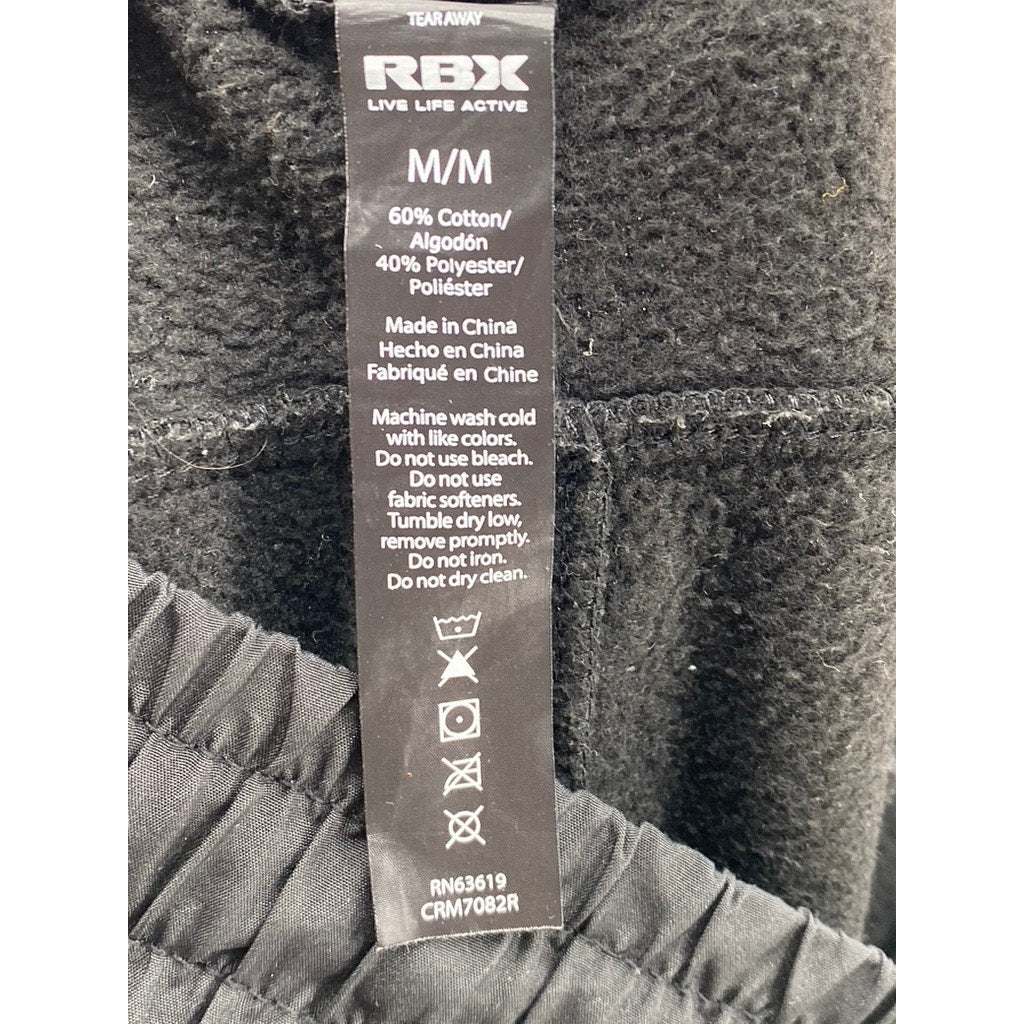 TEAR AWAY
RBX
LIVE LIFE ACTIVE
M/M
60% Cotton/
Algodón
40% Polyester/
Poliéster
Made in China
Hecho en China
Fabriqué en Chine
Machine wash cold
with like colors.
Do not use bleach.
Do not use
fabric softeners.
Tumble dry low,
remove promptly.
Do not iron.
Do not dry clean.
RN63619
CRM7082R